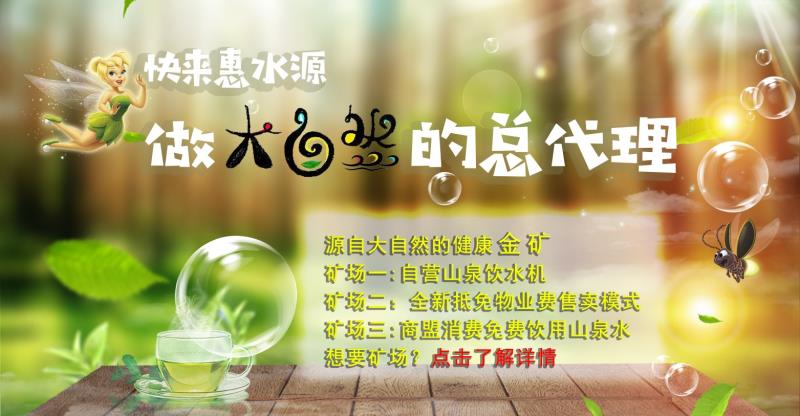 快来惠水源
做大自然的总代理
源自大自然的健康金矿
矿场一:自营山泉饮水机
矿场二：全新抵免物业费售卖模式
矿场三:商盟消费免费饮用山泉水
想要矿场？点击了解详情